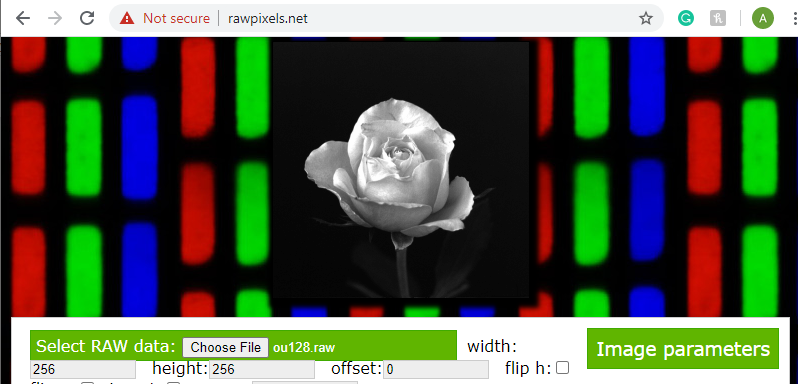 Not secure | rawpixels.net
A
Select RAW data: Choose File ou128.raw width:
256 height: 256 offset: 0 flip h:
Image parameters